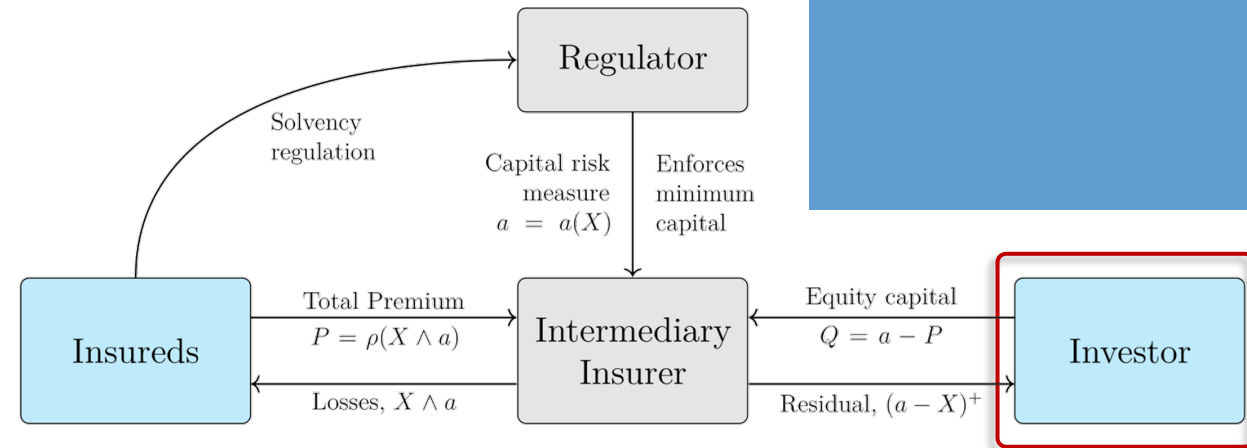 Regulator
Solvency
regulation
Capital risk
measure
a = a(X)
Enforces
minimum
capital
Insureds
Total Premium
P = ρ(X ∧ a)
Losses, X ∧ a
Intermediary
Insurer
Equity capital
Q = a − P
Residual, (a − X)⁺
Investor